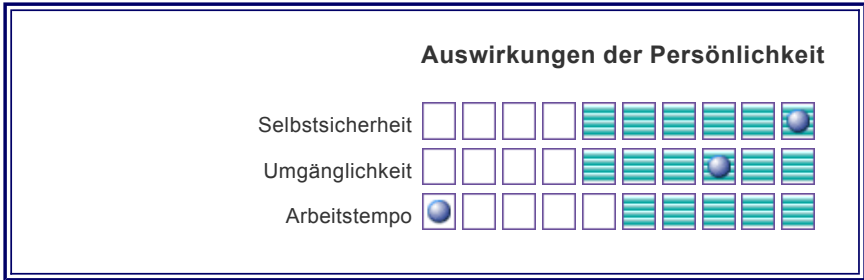 Auswirkungen der Persönlichkeit
Selbstsicherheit
Umgänglichkeit
Arbeitstempo